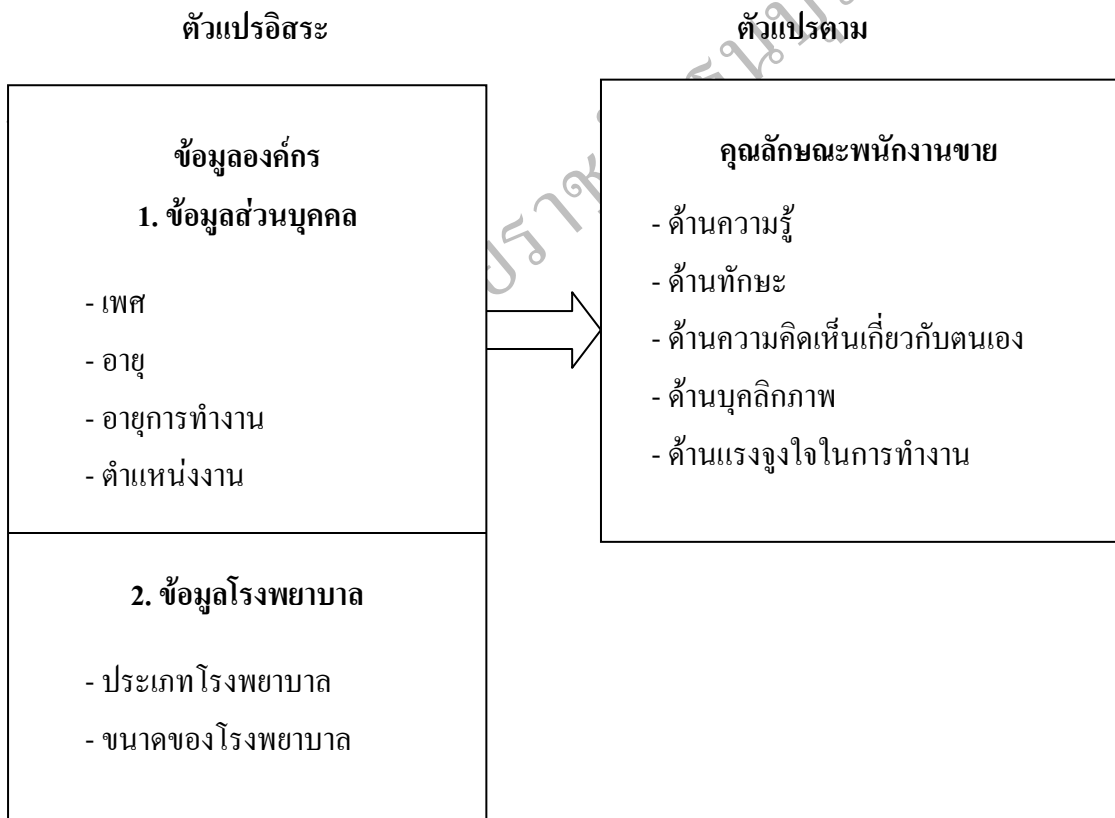 ตัวแปรอิสระ
ตัวแปรตาม
ข้อมูลองค์กร
1. ข้อมูลส่วนบุคคล
- เพศ
- อายุ
- อายุการทำงาน
- ตำแหน่งงาน
2. ข้อมูลโรงพยาบาล
- ประเภทโรงพยาบาล
- ขนาดของโรงพยาบาล
คุณลักษณะพนักงานขาย
- ด้านความรู้
- ด้านทักษะ
- ด้านความคิดเห็นเกี่ยวกับตนเอง
- ด้านบุคลิกภาพ
- ด้านแรงจูงใจในการทำงาน